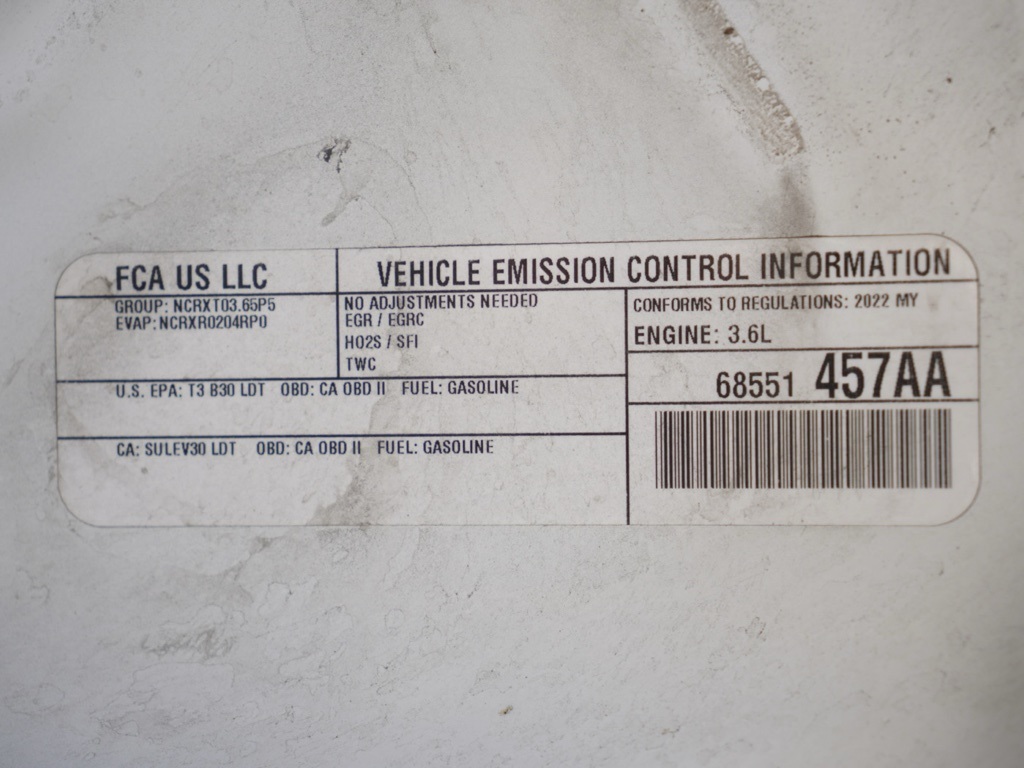 FCA US LLC
VEHICLE EMISSION CONTROL INFORMATION
GROUP: NCRXT03.65P5
EVAP: NCRXR0204RP0
NO ADJUSTMENTS NEEDED
EGR / EGRC
HO2S / SFI
TWC
CONFORMS TO REGULATIONS: 2022 MY
ENGINE: 3.6L
68551 457AA
U.S. EPA: T3 B30 LDT OBD: CA OBD II FUEL: GASOLINE
CA: SULEV30 LDT OBD: CA OBD II FUEL: GASOLINE